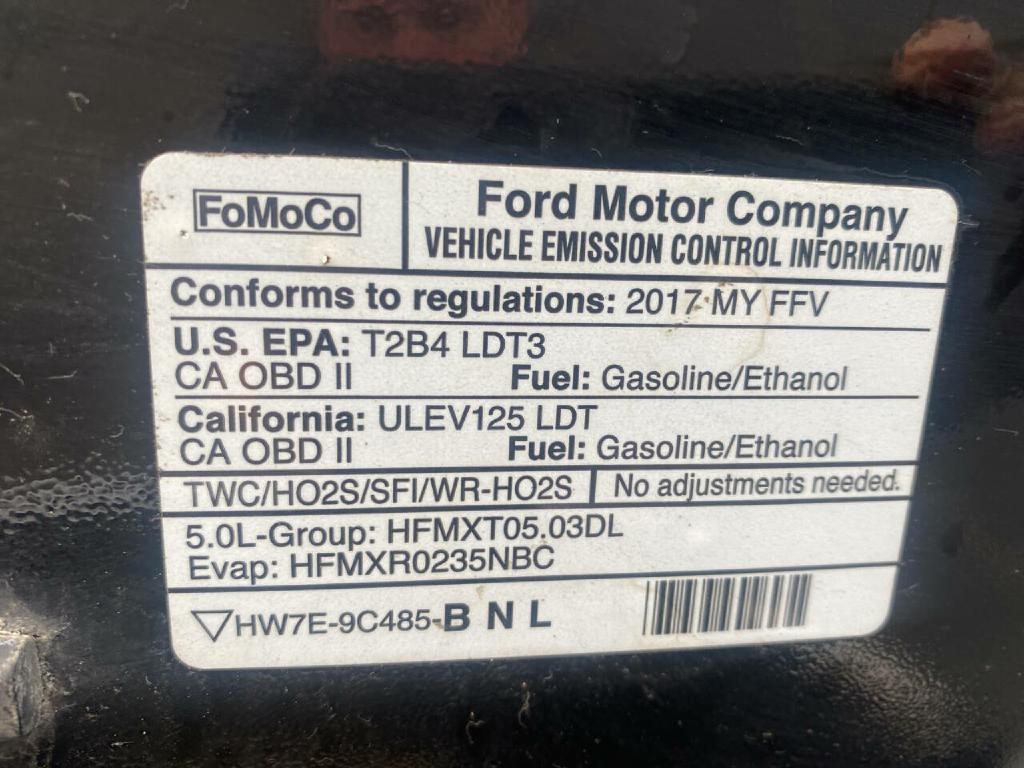 FoMoCo
Ford Motor Company
VEHICLE EMISSION CONTROL INFORMATION
Conforms to regulations: 2017 MY FFV
U.S. EPA: T2B4 LDT3
CA OBD II Fuel: Gasoline/Ethanol
California: ULEV125 LDT
CA OBD II Fuel: Gasoline/Ethanol
TWC/HO2S/SFI/WR-HO2S No adjustments needed.
5.0L-Group: HFMXT05.03DL
Evap: HFMXR0235NBC
HW7E-9C485-B N L